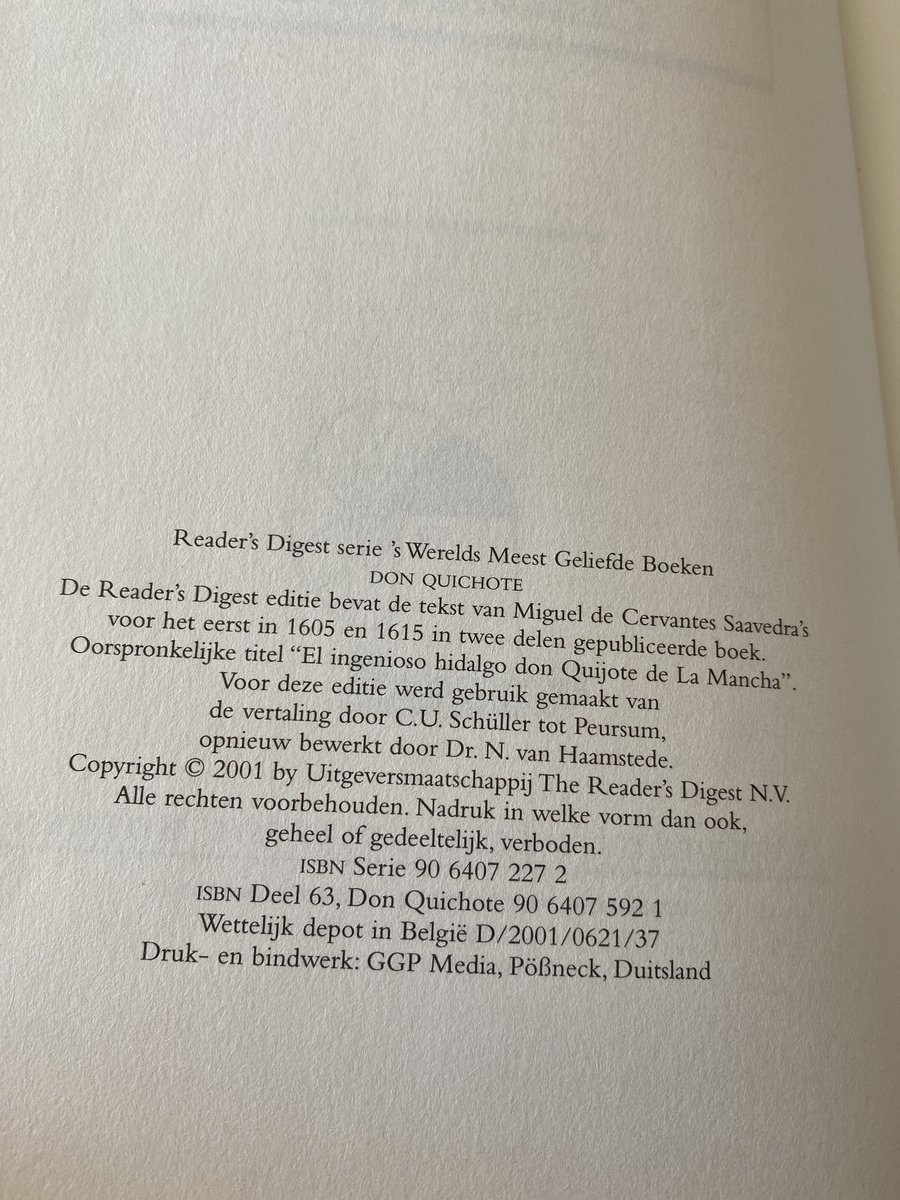 Reader's Digest serie 's Werelds Meest Geliefde Boeken
DON QUICHOTE
De Reader's Digest editie bevat de tekst van Miguel de Cervantes Saavedra's
voor het eerst in 1605 en 1615 in twee delen gepubliceerde boek.
Oorspronkelijke titel “El ingenioso hidalgo don Quijote de La Mancha”.
Voor deze editie werd gebruik gemaakt van
de vertaling door C.U. Schüller tot Peursum,
opnieuw bewerkt door Dr. N. van Haamstede.
Copyright © 2001 by Uitgeversmaatschappij The Reader's Digest N.V.
Alle rechten voorbehouden. Nadruk in welke vorm dan ook,
geheel of gedeeltelijk, verboden.
ISBN Serie 90 6407 227 2
ISBN Deel 63, Don Quichote 90 6407 592 1
Wettelijk depot in België D/2001/0621/37
Druk- en bindwerk: GGP Media, Pößneck, Duitsland